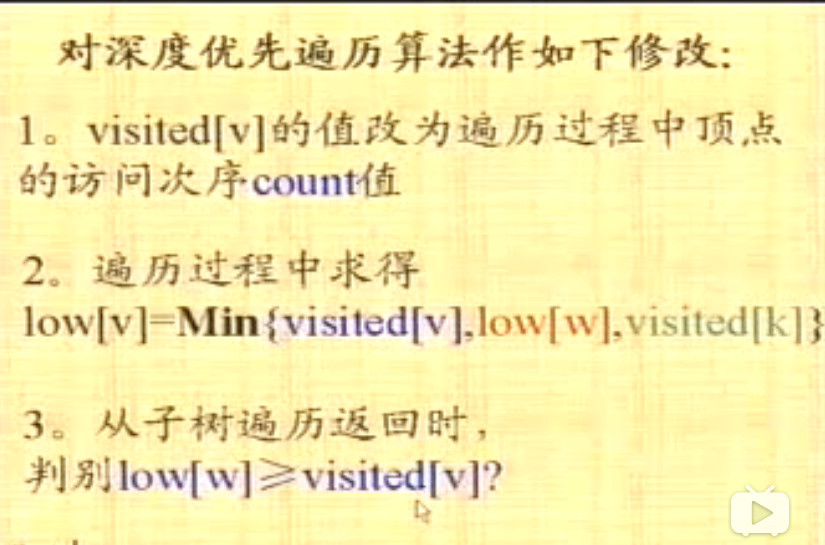 对深度优先遍历算法作如下修改:
1。visited[v]的值改为遍历过程中顶点
的访问次序count值
2。遍历过程中求得
low[v]=Min{visited[v],low[w],visited[k]}
3。从子树遍历返回时,
判别low[w]≥visited[v]?